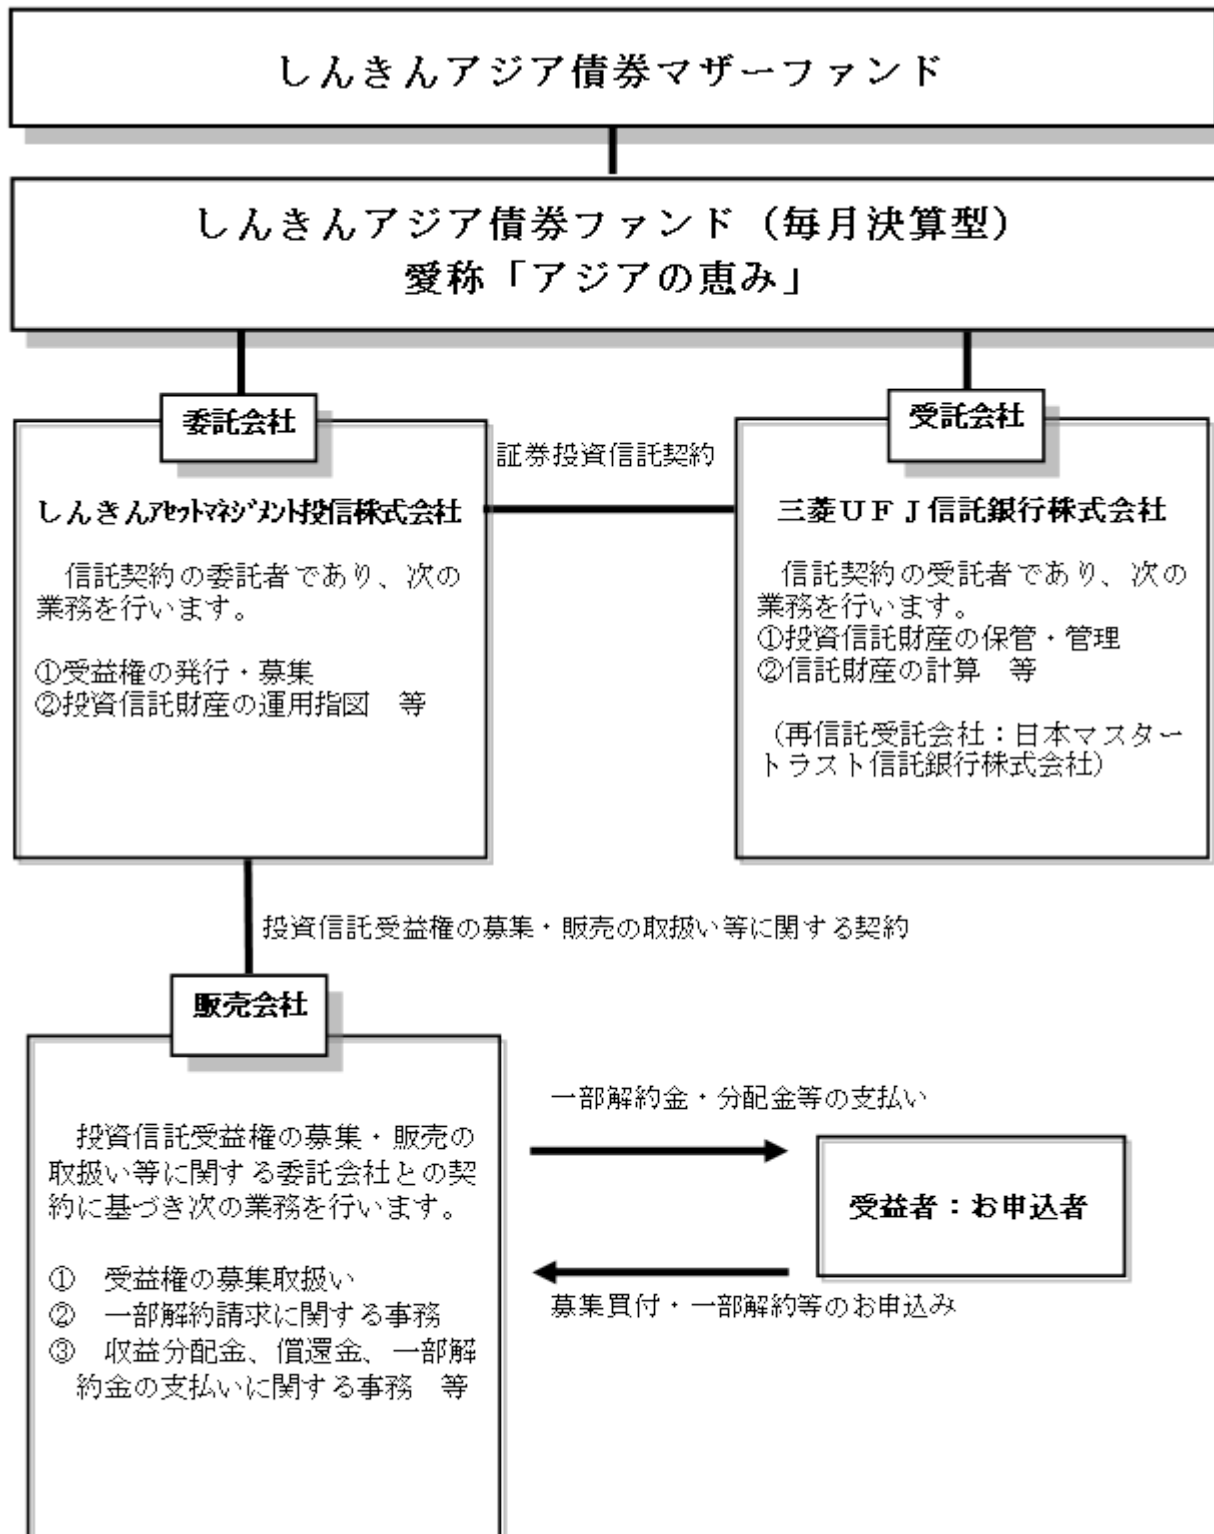 しんきんアジア債券マザーファンド
しんきんアジア債券ファンド（毎月決算型）
愛称「アジアの恵み」
委託会社
しんきんｱｾｯﾄﾏﾈｼﾞﾒﾝﾄ投信株式会社
信託契約の委託者であり、次の
業務を行います。
①受益権の発行・募集
②投資信託財産の運用指図　等
証券投資信託契約
受託会社
三菱ＵＦＪ信託銀行株式会社
信託契約の受託者であり、次の
業務を行います。
①投資信託財産の保管・管理
②信託財産の計算　等
（再信託受託会社：日本マスター
トラスト信託銀行株式会社）
投資信託受益権の募集・販売の取扱い等に関する契約
販売会社
投資信託受益権の募集・販売の
取扱い等に関する委託会社との契
約に基づき次の業務を行います。
①　受益権の募集取扱い
②　一部解約請求に関する事務
③　収益分配金、償還金、一部解
約金の支払いに関する事務　等
一部解約金・分配金等の支払い
受益者：お申込者
募集買付・一部解約等のお申込み